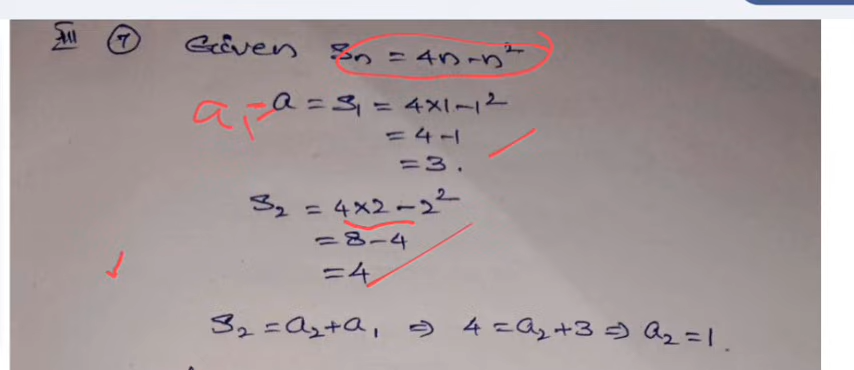 III 7 Given Sn = 4n-n²
a₁ = a = S₁ = 4×1-1²
= 4-1
= 3.
S₂ = 4×2-2²
= 8-4
= 4
S₂ = a₂+a₁ ⇒ 4 = a₂+3 ⇒ a₂ = 1.